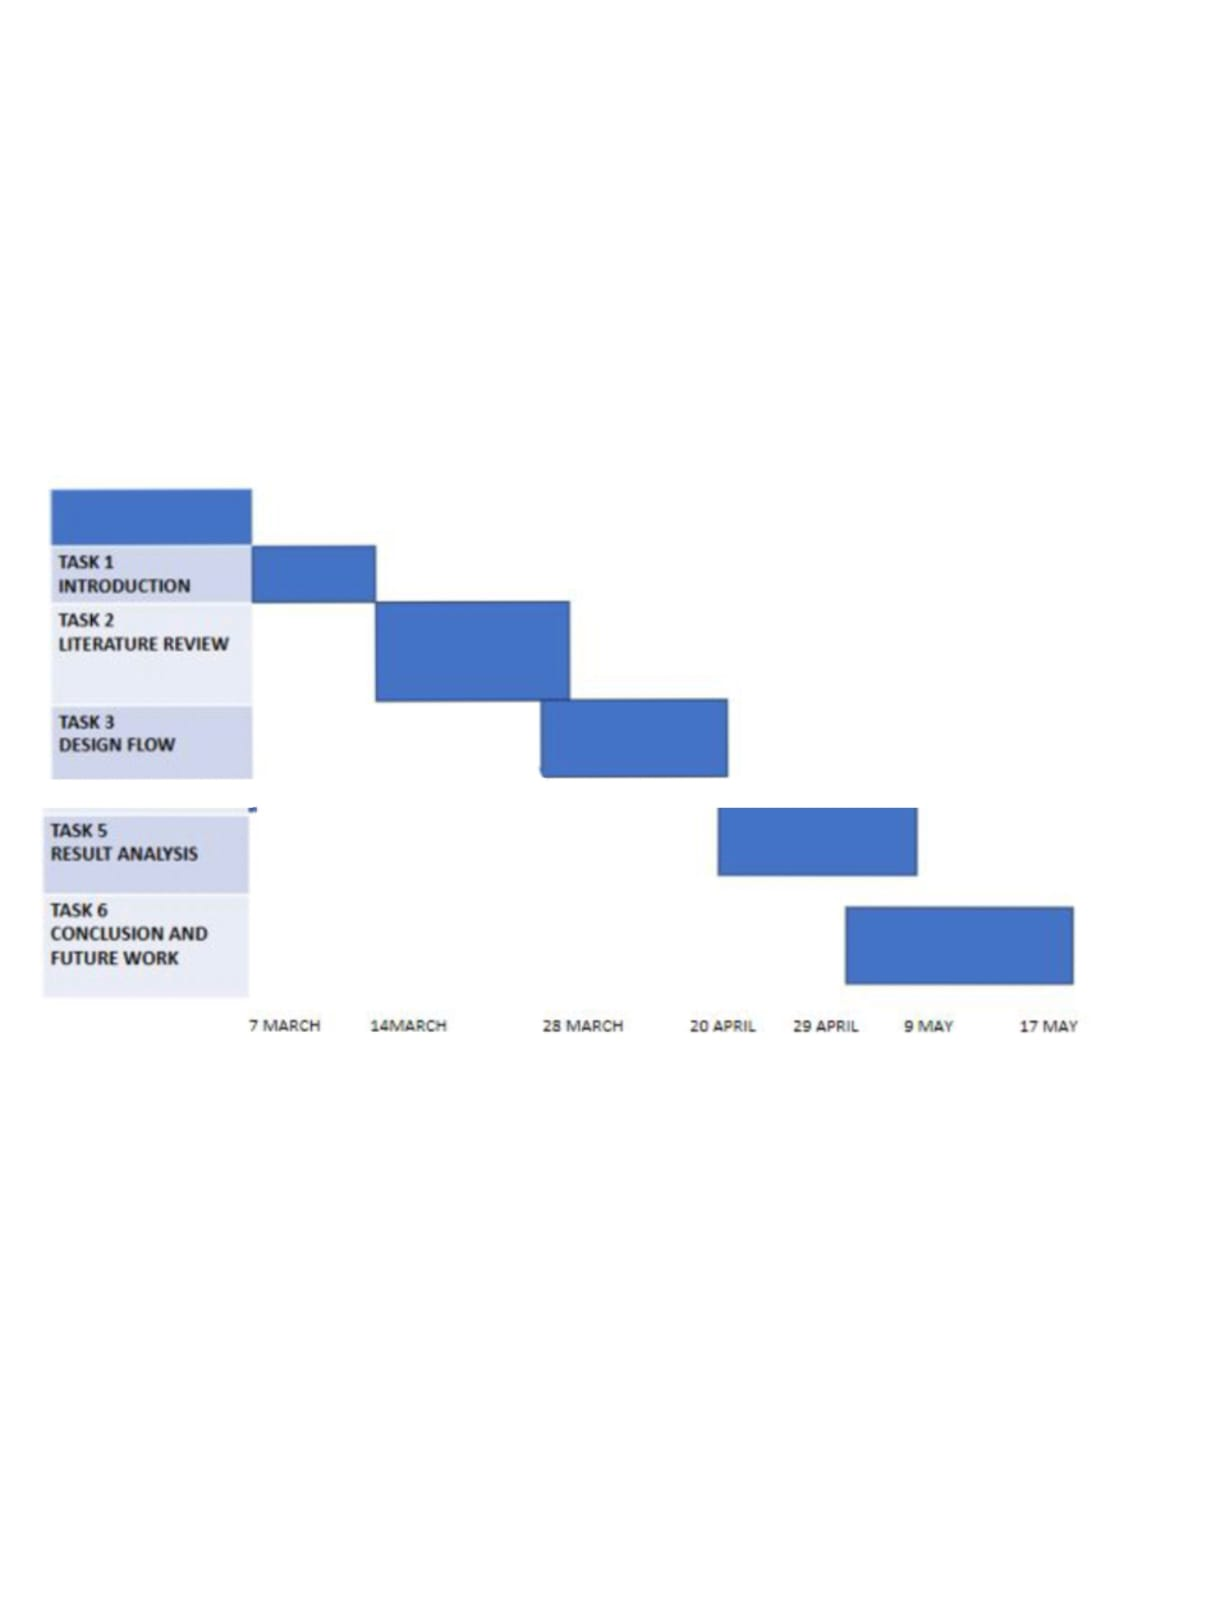 TASK 1
INTRODUCTION
TASK 2
LITERATURE REVIEW
TASK 3
DESIGN FLOW
TASK 5
RESULT ANALYSIS
TASK 6
CONCLUSION AND
FUTURE WORK
7 MARCH 14MARCH 28 MARCH 20 APRIL 29 APRIL 9 MAY 17 MAY